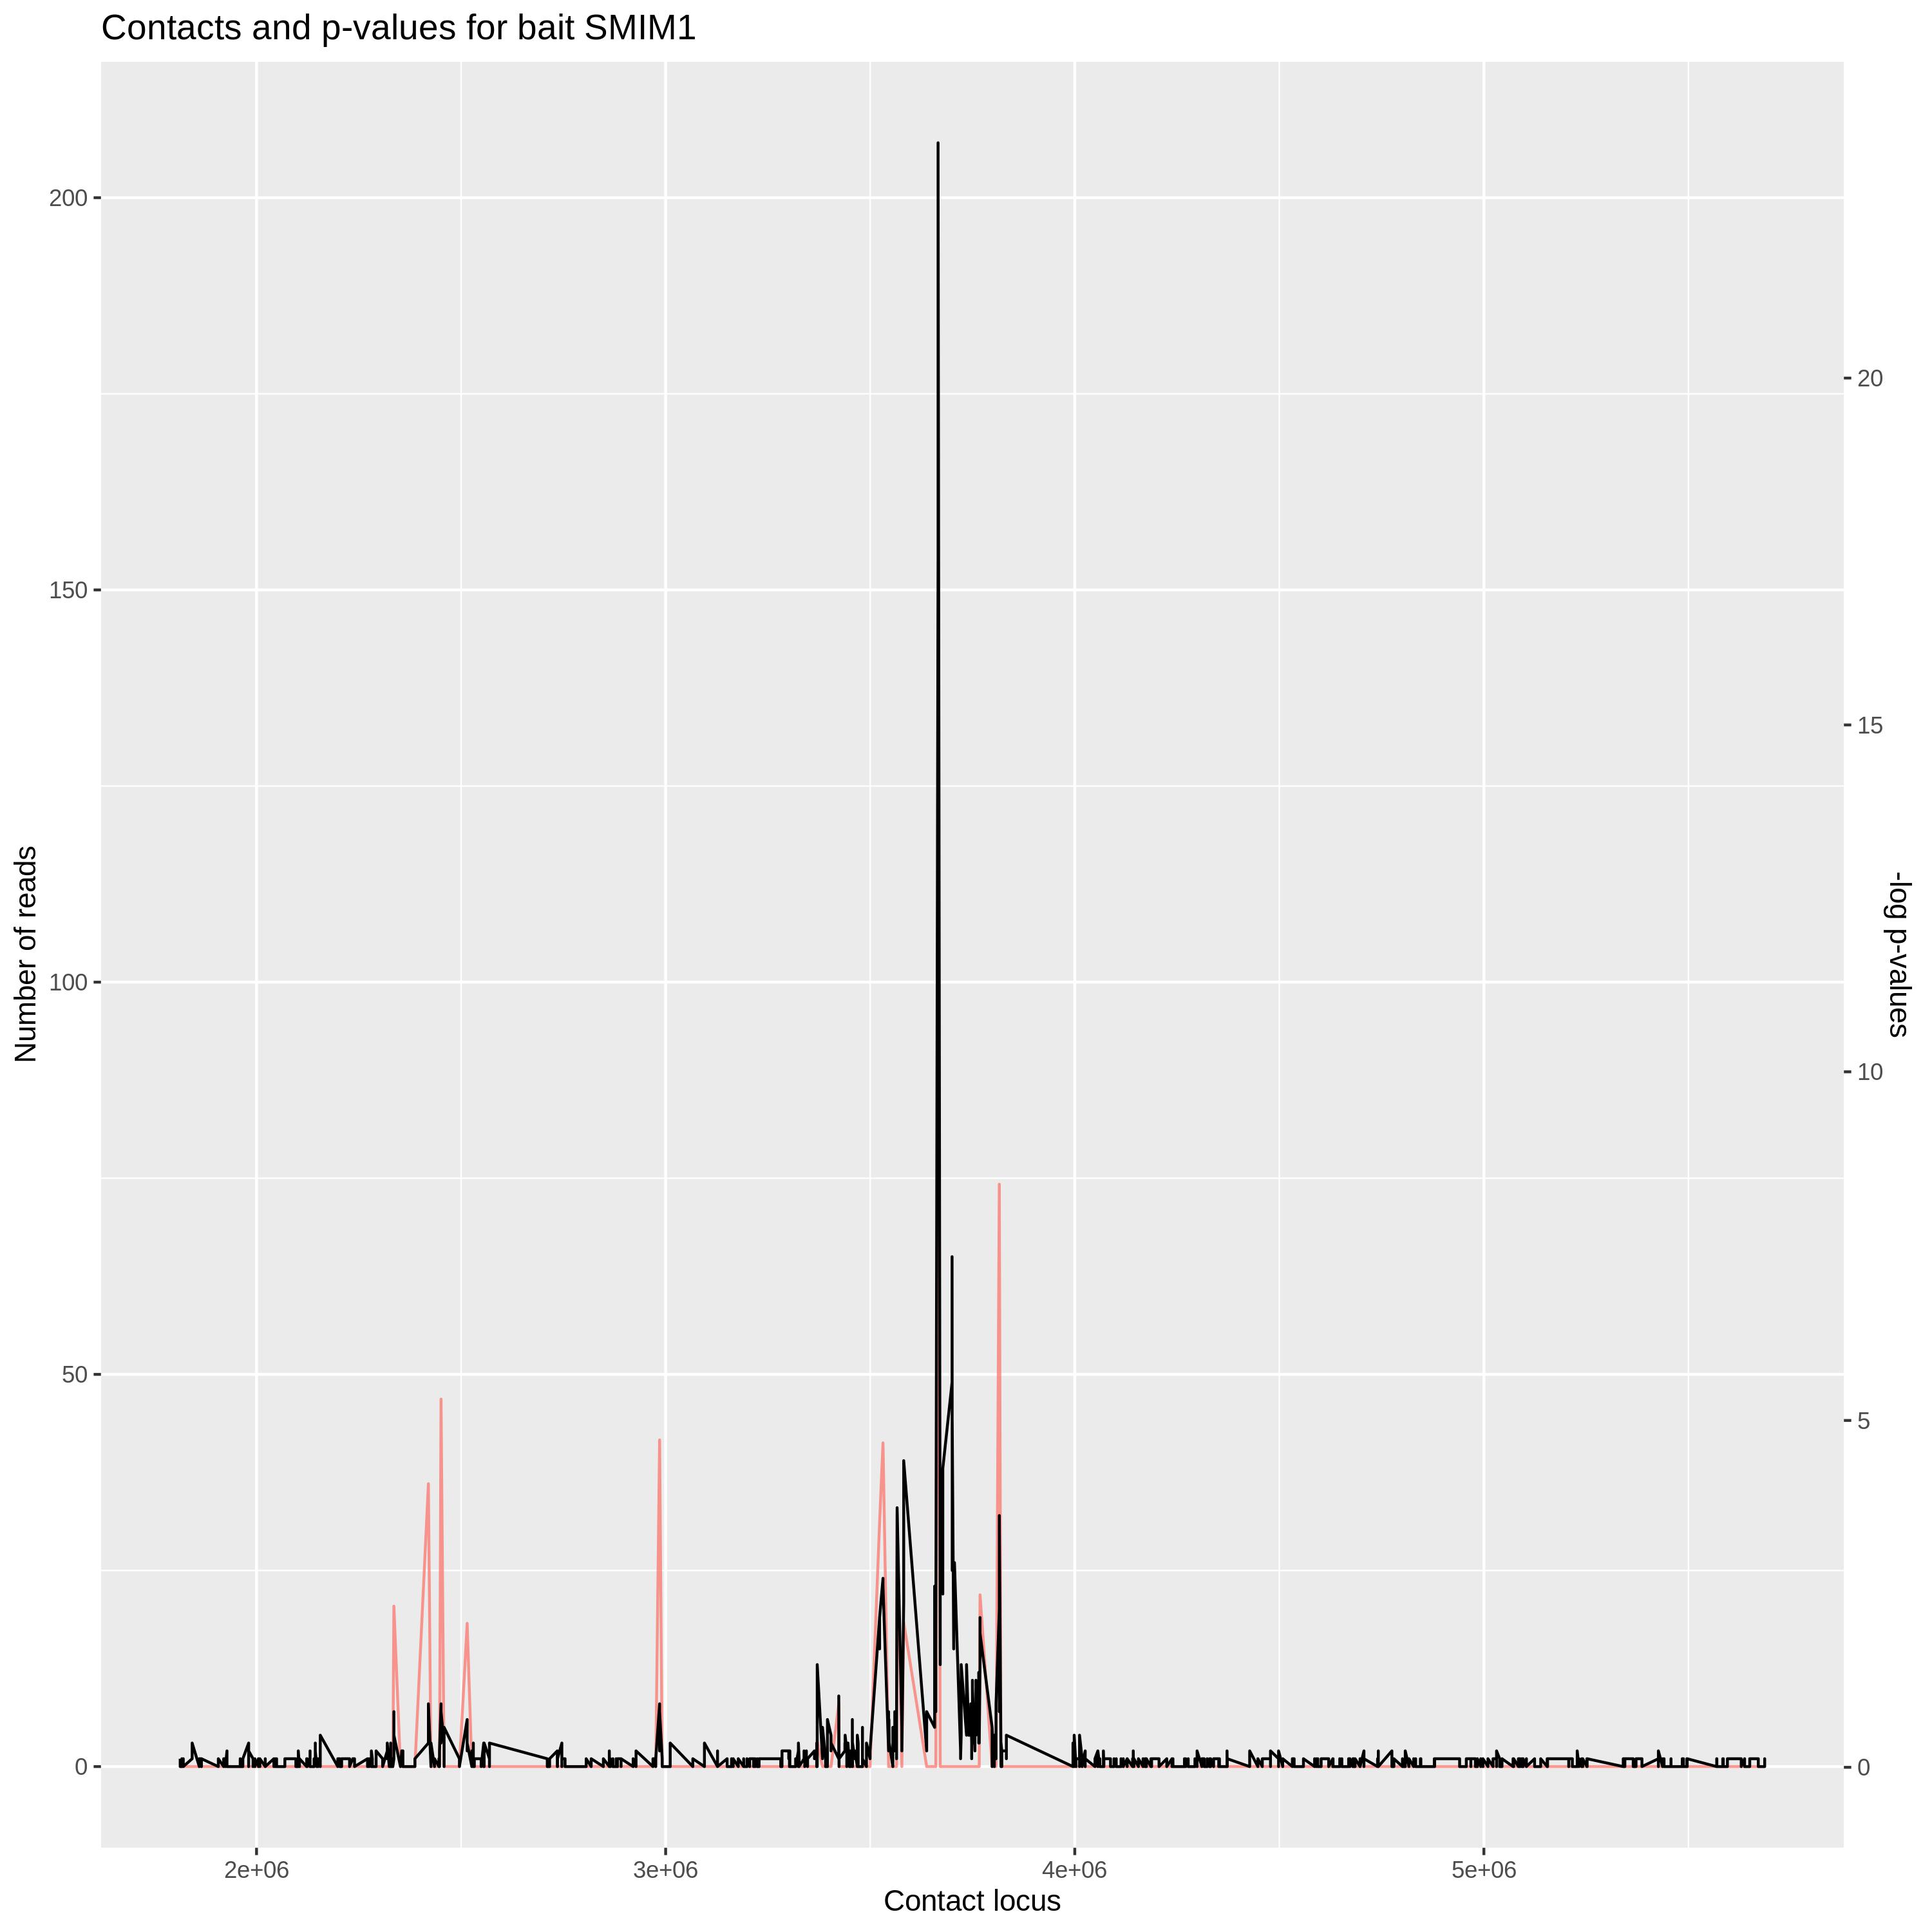 Contacts and p-values for bait SMIM1
200
150
100
50
0
Number of reads
20
15
10
5
0
-log p-values
2e+06
3e+06
4e+06
5e+06
Contact locus